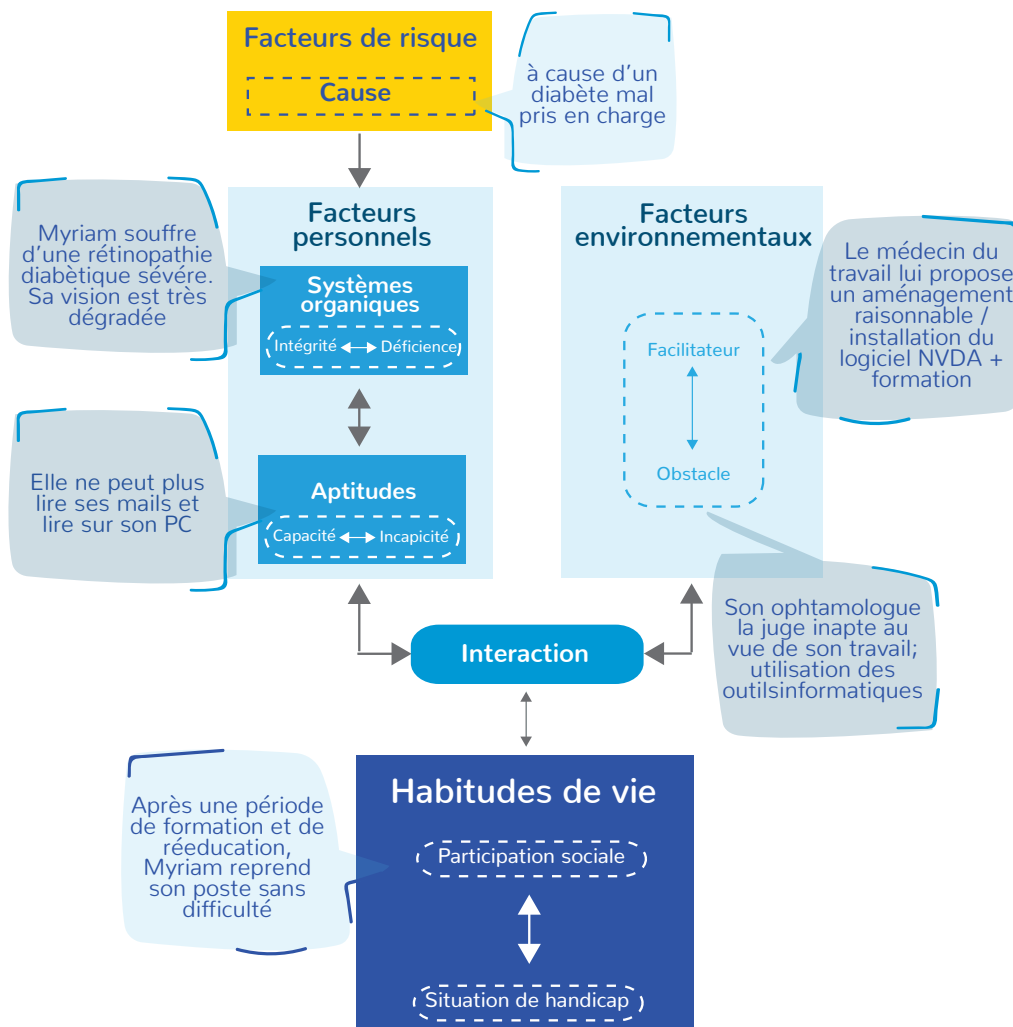 Facteurs de risque
Cause
à cause d'un
diabète mal
pris en charge
Myriam souffre
d'une rétinopathie
diabètique sévére.
Sa vision est très
dégradée
Facteurs
personnels
Systèmes
organiques
Intégrité
Déficience
Elle ne peut plus
lire ses mails et
lire sur son PC
Aptitudes
Capacité
Incapicité
Facteurs
environnementaux
Facilitateur
Obstacle
Le médecin du
travail lui propose
un aménagement
raisonnable /
installation du
logiciel NVDA +
formation
Son ophtamologue
la juge inapte au
vue de son travail;
utilisation des
outilsinformatiques
Interaction
Habitudes de vie
Participation sociale
Situation de handicap
Après une période
de formation et de
réeducation,
Myriam reprend
son poste sans
difficulté